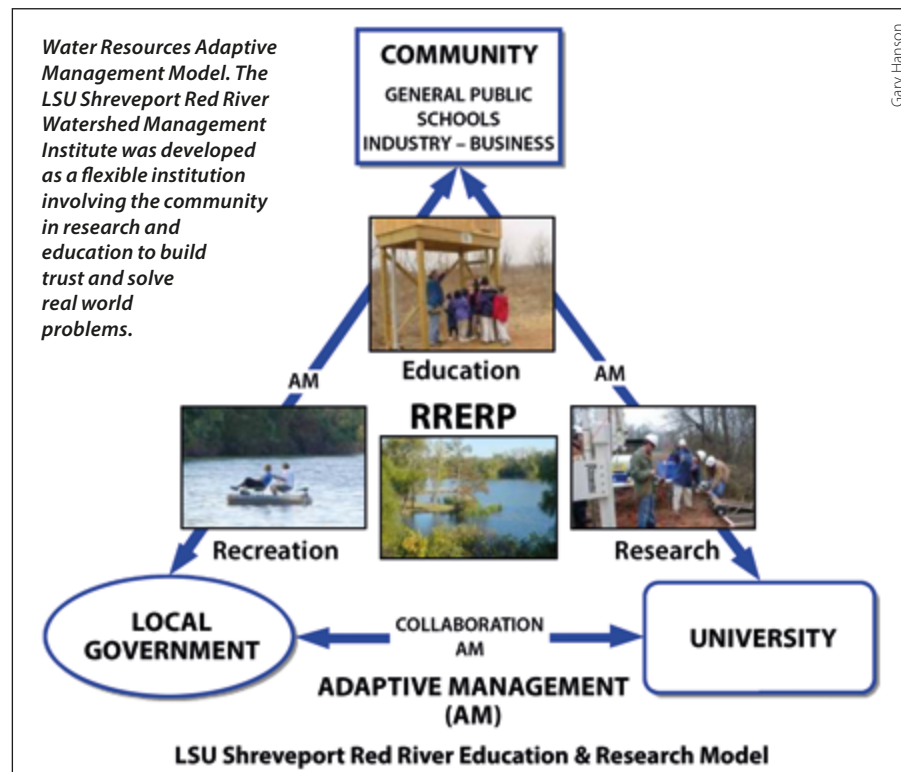 Water Resources Adaptive
Management Model. The
LSU Shreveport Red River
Watershed Management
Institute was developed
as a flexible institution
involving the community
in research and
education to build
trust and solve
real world
problems.
Gary Hanson
COMMUNITY
GENERAL PUBLIC
SCHOOLS
INDUSTRY – BUSINESS
AM
AM
Education
RRERP
Recreation
Research
LOCAL
GOVERNMENT
COLLABORATION
AM
UNIVERSITY
ADAPTIVE MANAGEMENT
(AM)
LSU Shreveport Red River Education & Research Model